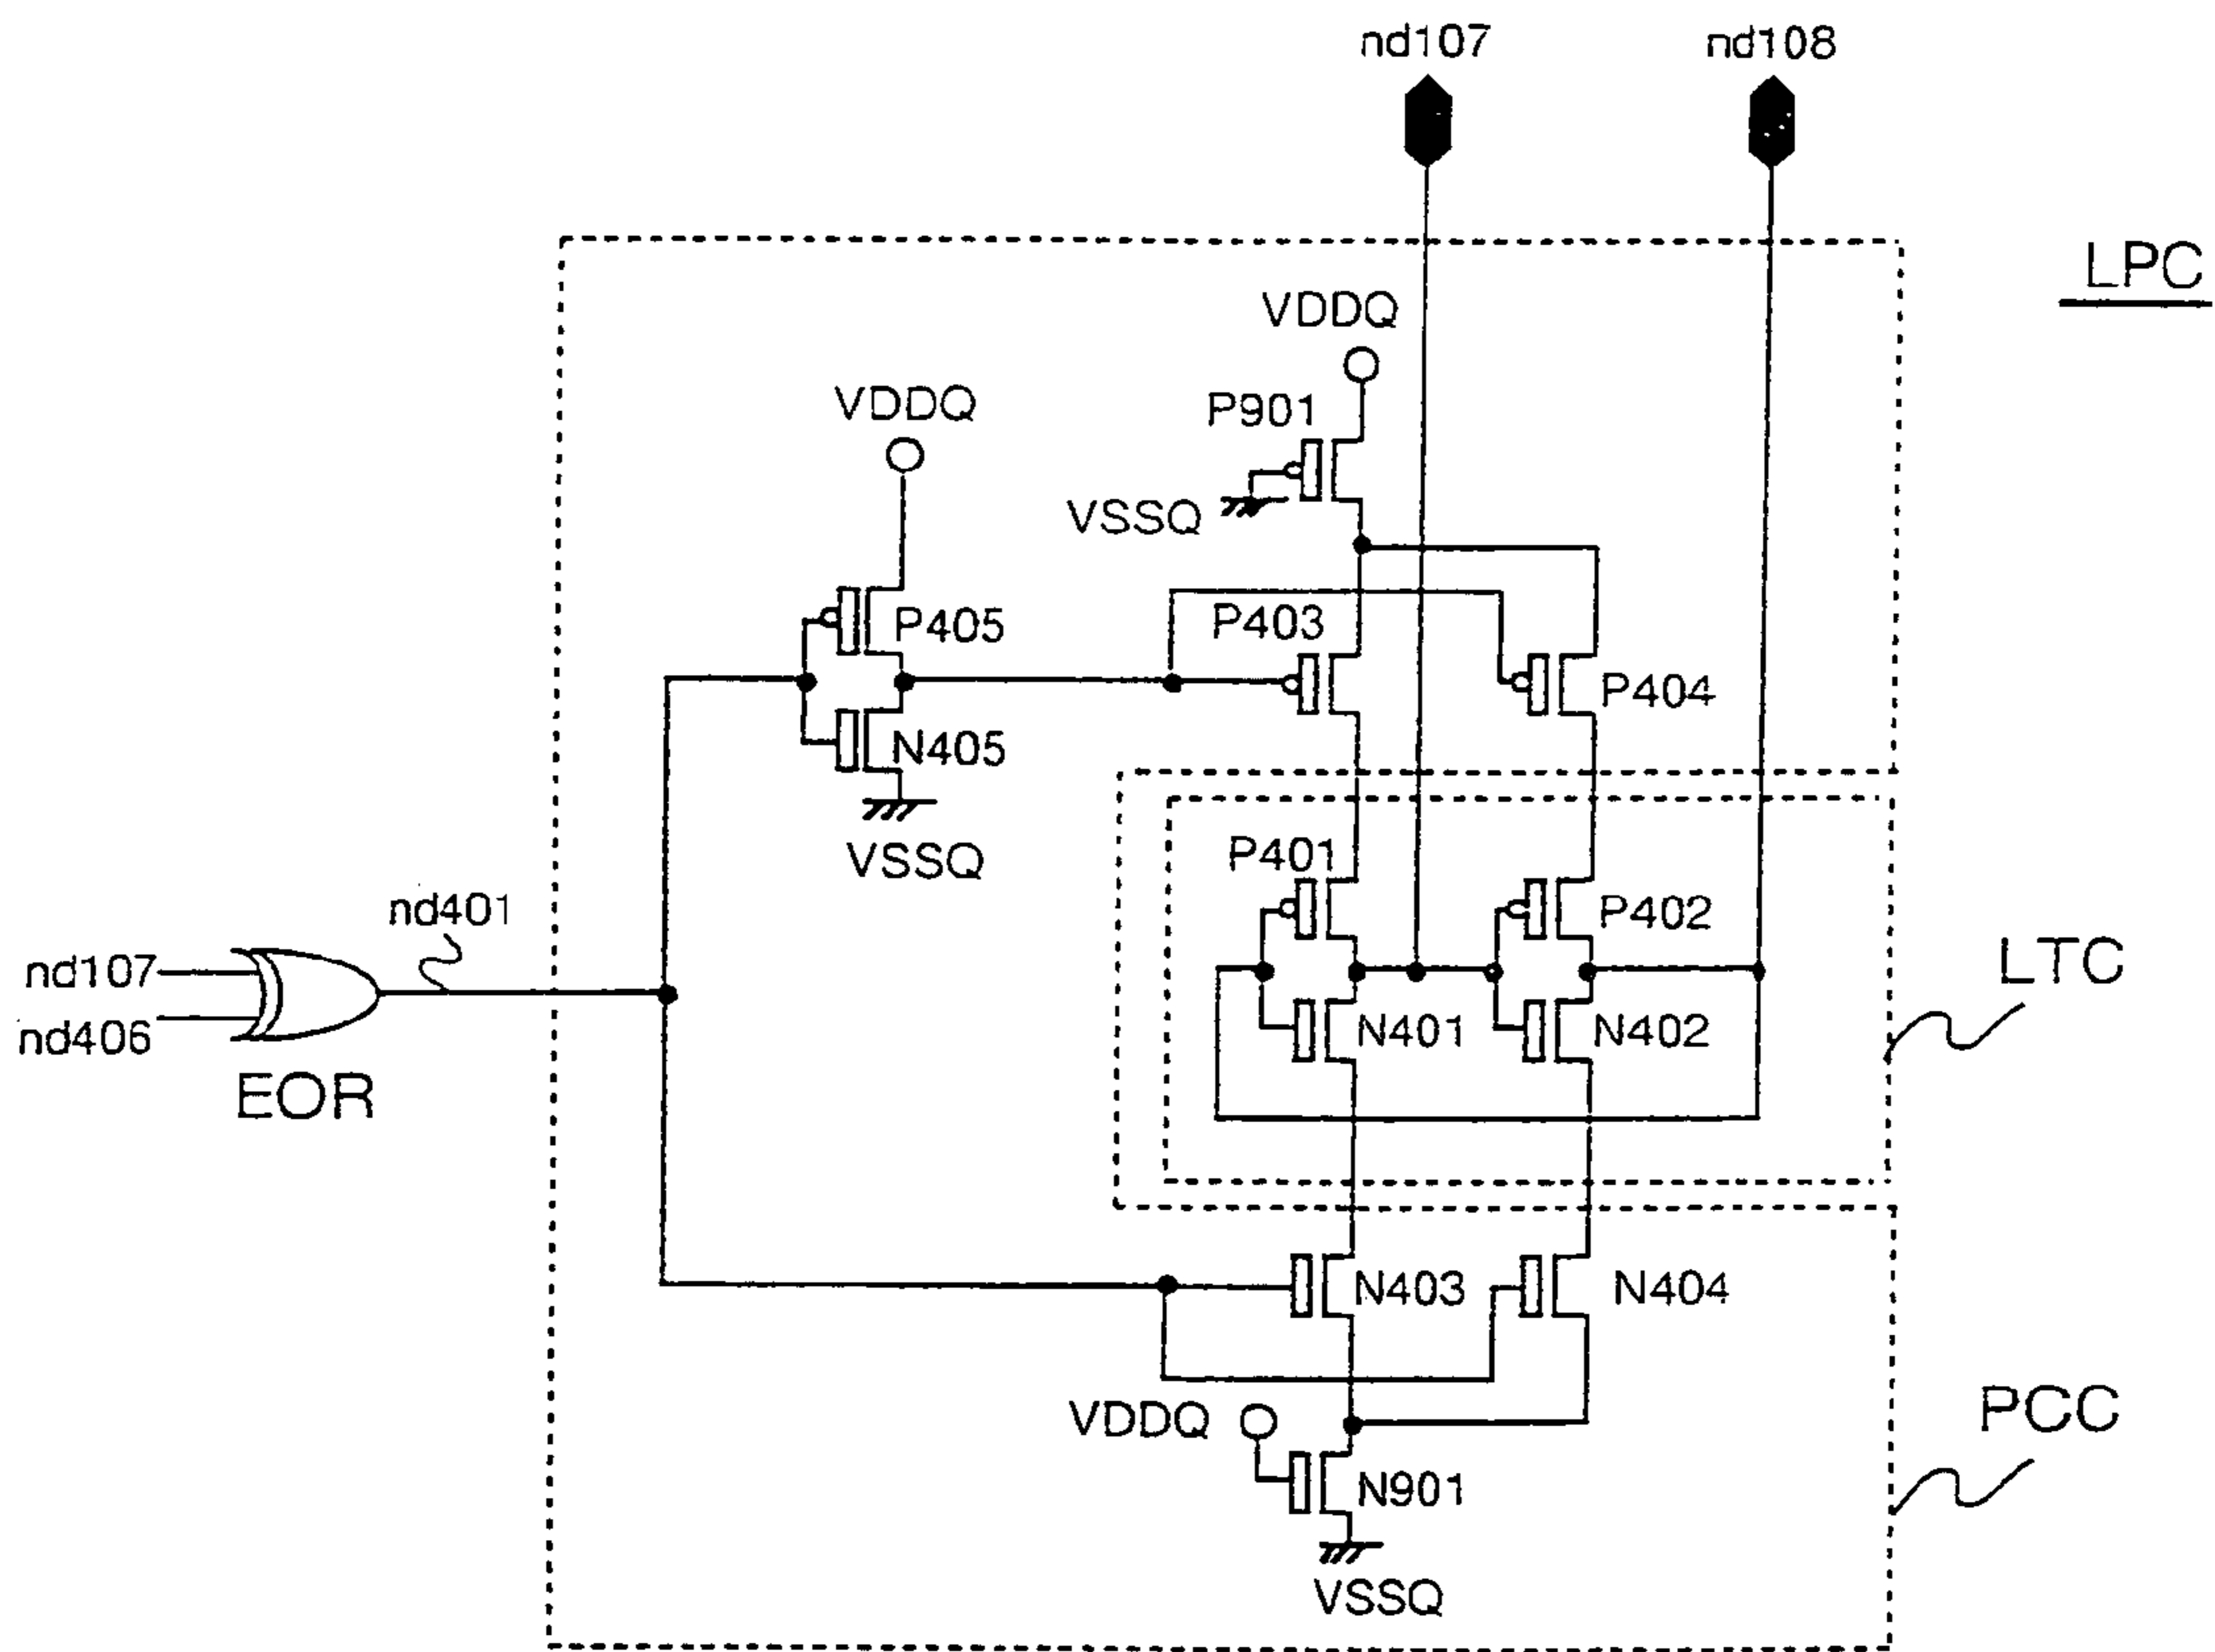 nd107
nd108
LPC
VDDQ
VDDQ
P901
VSSQ
P405
P403
P404
N405
VSSQ
P401
P402
nd401
nd107
nd406
EOR
N401
N402
LTC
N403
N404
VDDQ
PCC
N901
VSSQ